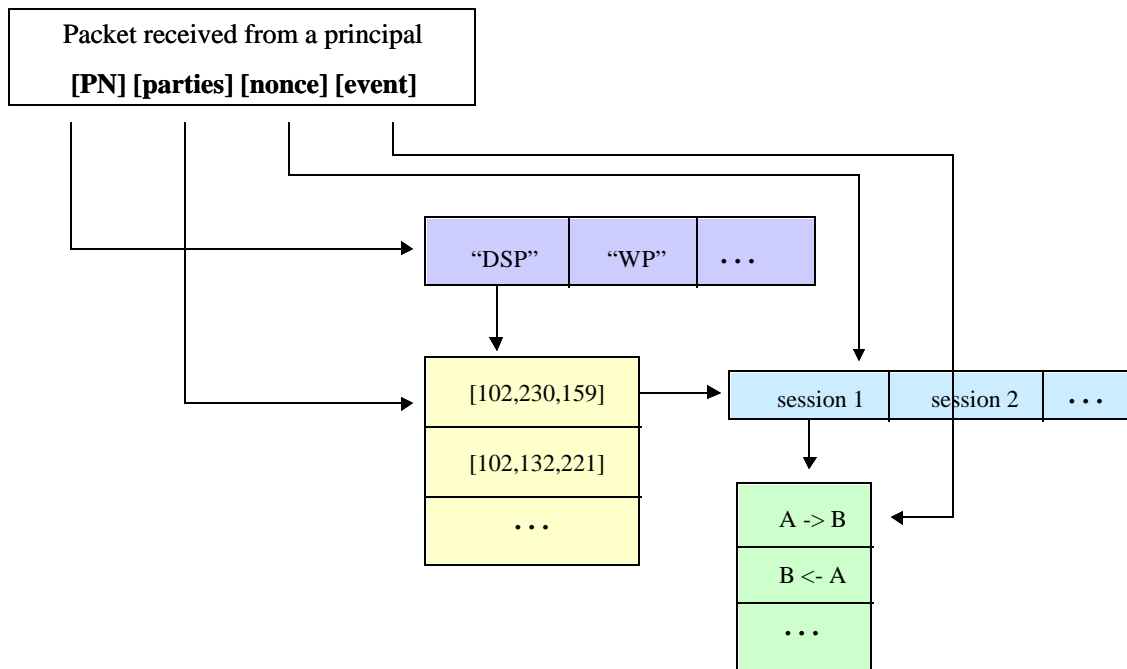 Packet received from a principal
[PN] [parties] [nonce] [event]
“DSP” “WP” ...
[102,230,159]
[102,132,221]
...
session 1 session 2 ...
A -> B
B <- A
...